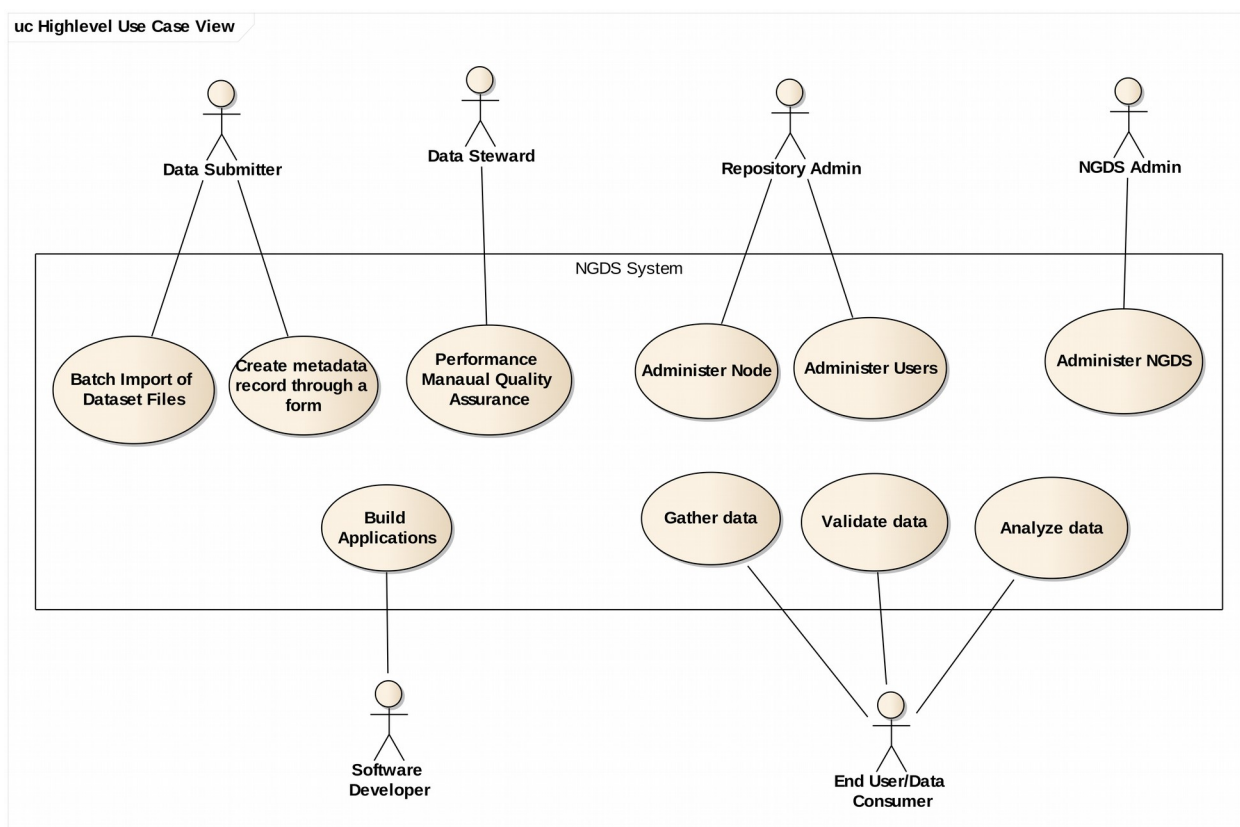 uc Highlevel Use Case View
Data Submitter
Data Steward
Repository Admin
NGDS Admin
NGDS System
Batch Import of
Dataset Files
Create metadata
record through a
form
Performance
Manaual Quality
Assurance
Administer Node
Administer Users
Administer NGDS
Build
Applications
Gather data
Validate data
Analyze data
Software
Developer
End User/Data
Consumer